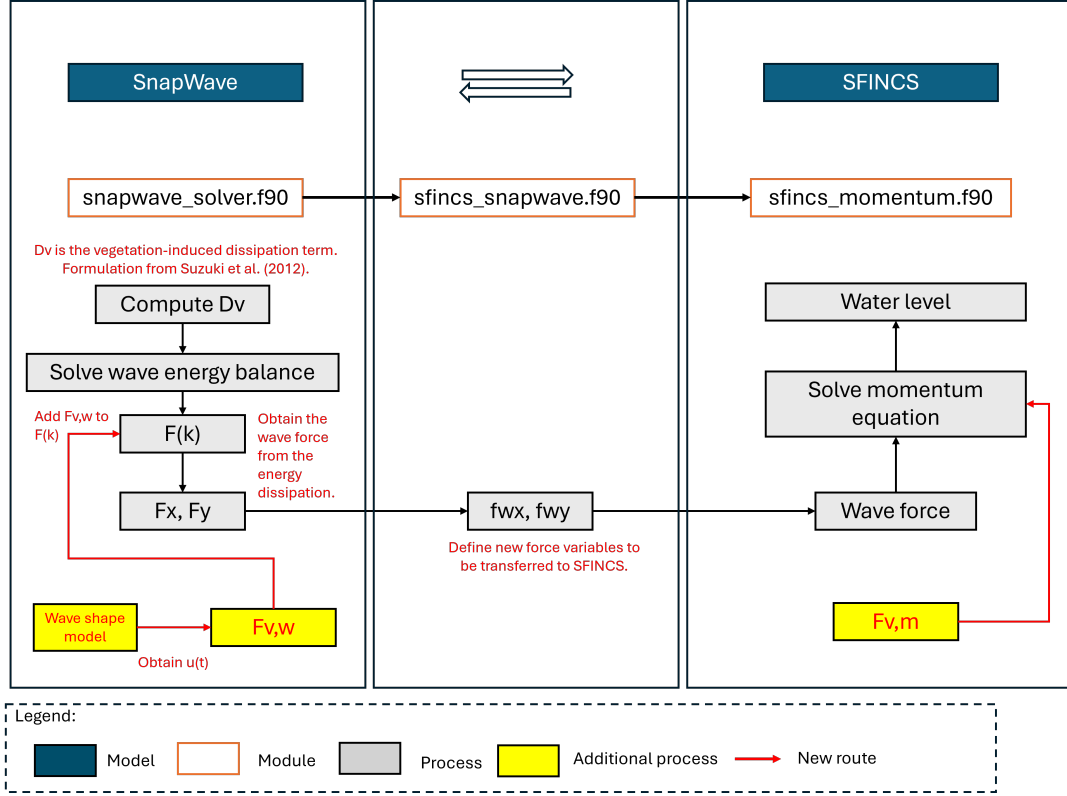 SnapWave
SFINCS
snapwave_solver.f90
sfincs_snapwave.f90
sfincs_momentum.f90
Dv is the vegetation-induced dissipation term.
Formulation from Suzuki et al. (2012).
Compute Dv
Solve wave energy balance
Add Fv,w to
F(k)
F(k)
Obtain the
wave force
from the
energy
dissipation.
Fx, Fy
Wave shape
model
Obtain u(t)
Fv,w
fwx, fwy
Define new force variables to
be transferred to SFINCS.
Water level
Solve momentum
equation
Wave force
Fv,m
Legend:
Model
Module
Process
Additional process
New route